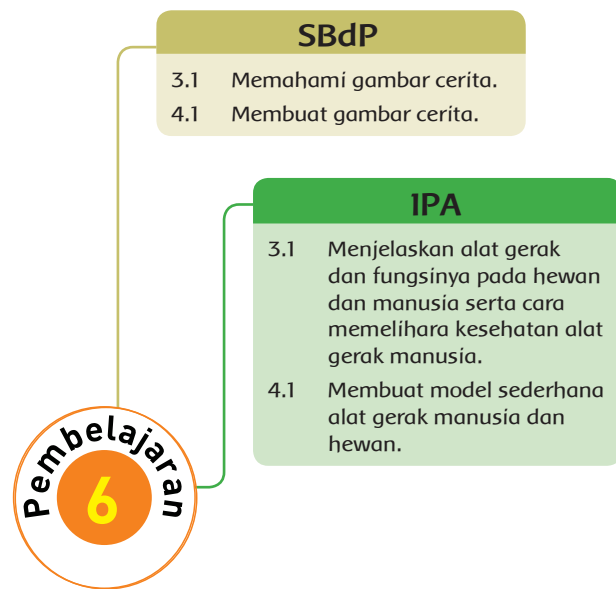 SBdP
3.1 Memahami gambar cerita.
4.1 Membuat gambar cerita.
IPA
3.1 Menjelaskan alat gerak
dan fungsinya pada hewan
dan manusia serta cara
memelihara kesehatan alat
gerak manusia.
4.1 Membuat model sederhana
alat gerak manusia dan
hewan.
Pembelajaran
6